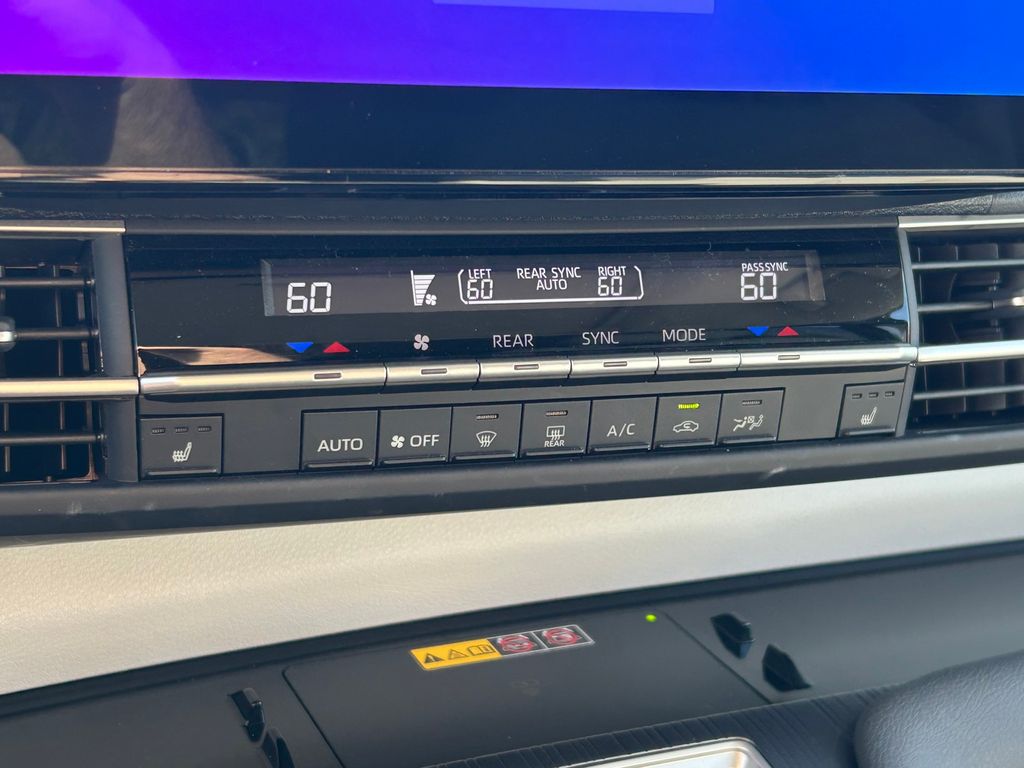 60 LEFT 60 REAR SYNC AUTO RIGHT 60 PASS SYNC 60
REAR SYNC MODE
AUTO OFF REAR A/C